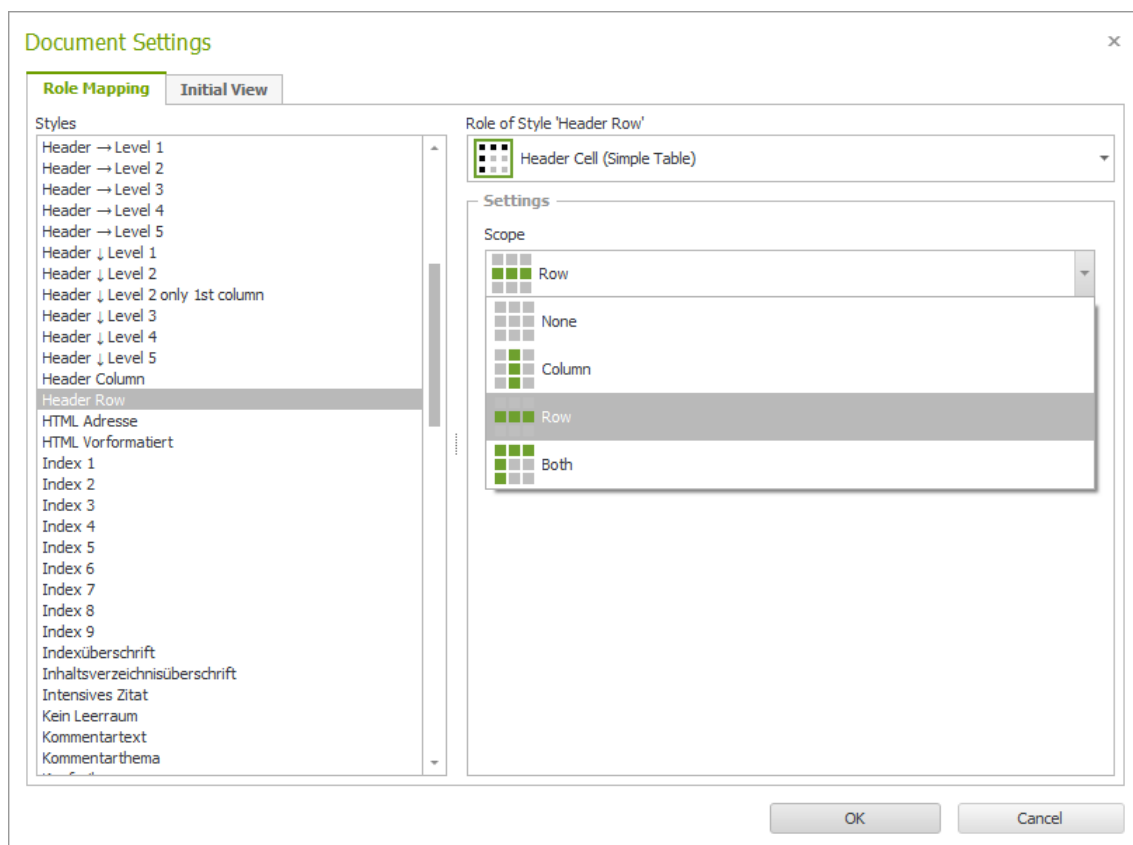 Document Settings
Role Mapping
Initial View
Styles
Header → Level 1
Header → Level 2
Header → Level 3
Header → Level 4
Header → Level 5
Header ↓ Level 1
Header ↓ Level 2
Header ↓ Level 2 only 1st column
Header ↓ Level 3
Header ↓ Level 4
Header ↓ Level 5
Header Column
Header Row
HTML Adresse
HTML Vorformatiert
Index 1
Index 2
Index 3
Index 4
Index 5
Index 6
Index 7
Index 8
Index 9
Indexüberschrift
Inhaltsverzeichnisüberschrift
Intensives Zitat
Kein Leerraum
Kommentartext
Kommentarthema
Role of Style 'Header Row'
Header Cell (Simple Table)
Settings
Scope
Row
None
Column
Row
Both
OK
Cancel